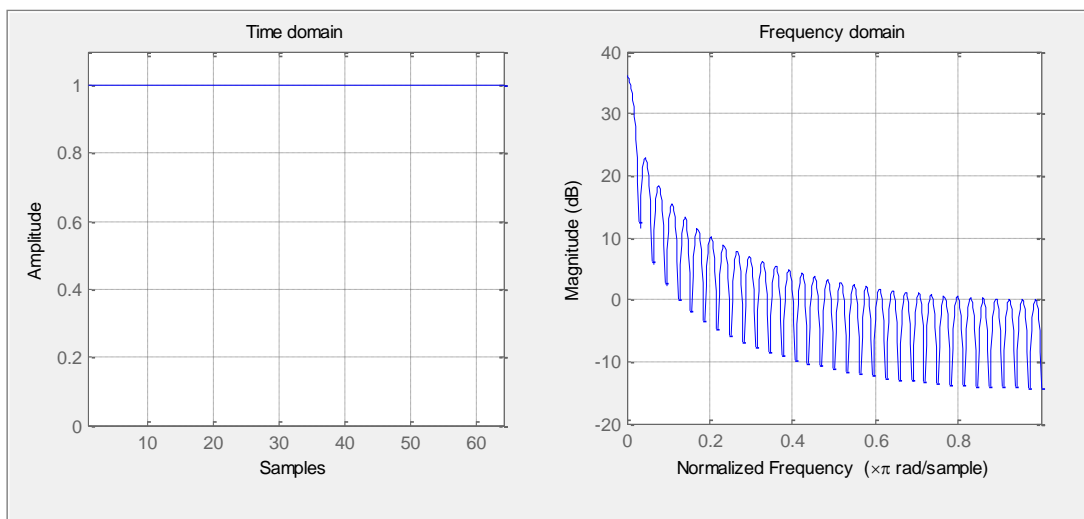 Time domain
Amplitude
1
0.8
0.6
0.4
0.2
0
10 20 30 40 50 60
Samples
Frequency domain
Magnitude (dB)
40
30
20
10
0
-10
-20
0 0.2 0.4 0.6 0.8
Normalized Frequency (×π rad/sample)